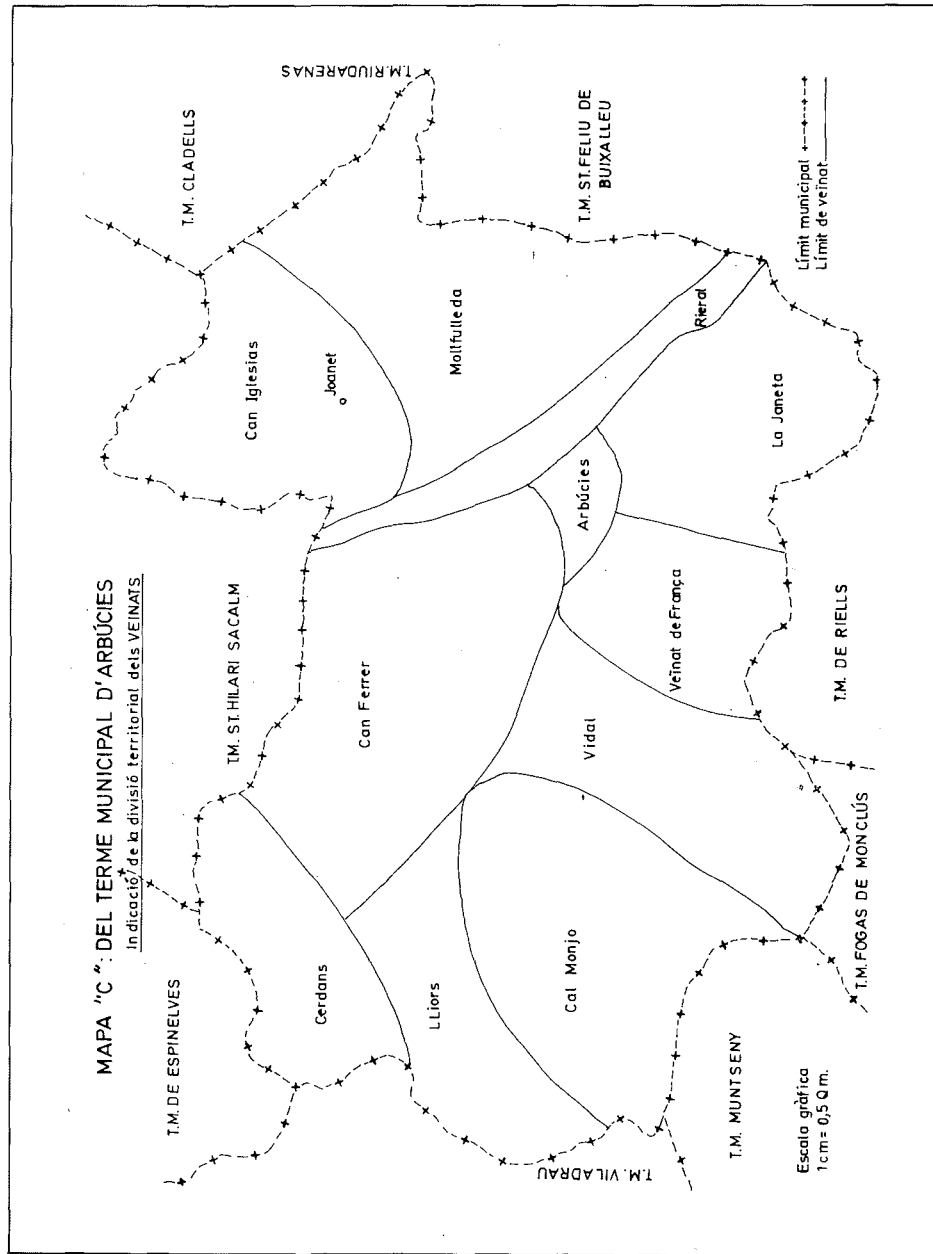 MAPA "C": DEL TERME MUNICIPAL D'ARBÚCIES
Indicació de la divisió territorial dels VEINATS
T.M. DE ESPINELVES
T.M. ST. HILARI SACALM
T.M. CLADELLS
T.M. RIUDARENAS
Can Iglesias
Joanet
Cerdans
Can Ferrer
Mollfulleda
LLiors
Arbúcies
Rieral
T.M. ST. FELIU DE
BUIXALLEU
Cal Monjo
Vidal
Veïnat de França
La Janeta
T.M. VILADRAU
T.M. MUNTSENY
T.M. FOGAS DE MONCLÚS
T.M. DE RIELLS
Escala gràfica
1 cm = 0,5 Qm.
Límit municipal
Límit de veïnat